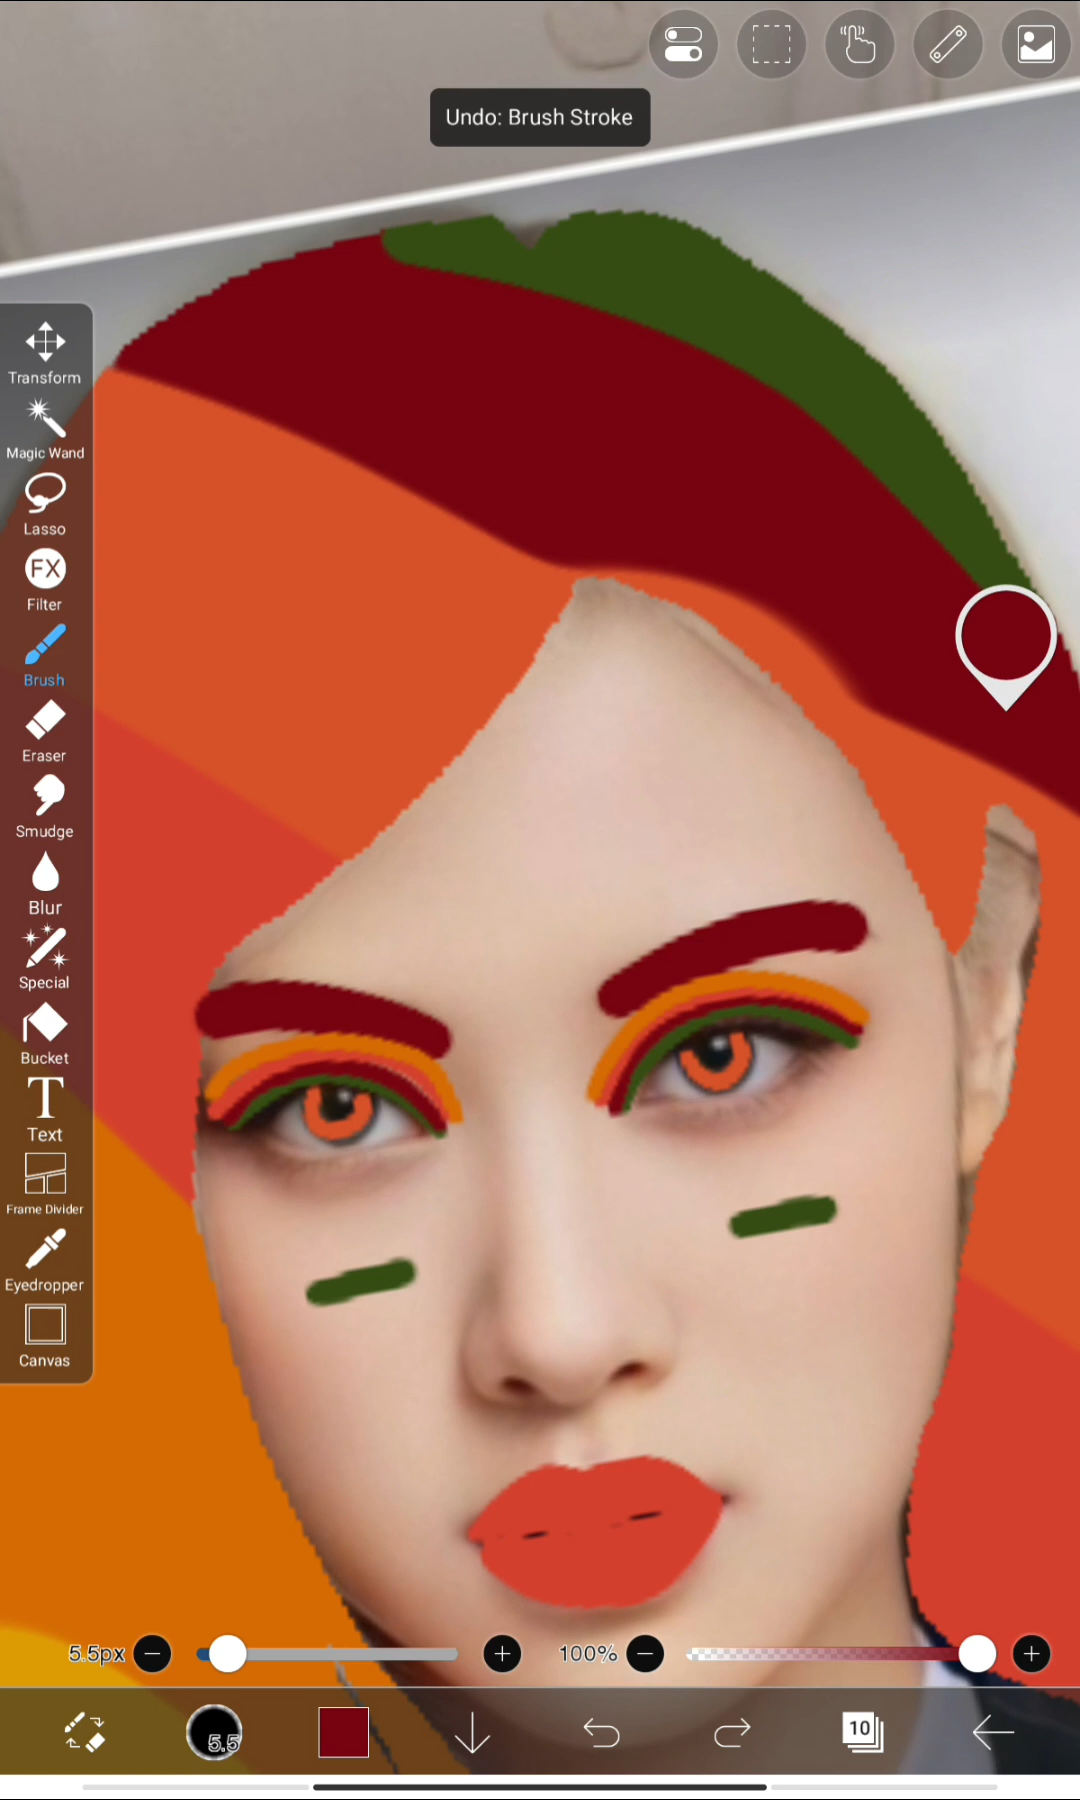 Undo: Brush Stroke
Transform
Magic Wand
Lasso
FX
Filter
Brush
Eraser
Smudge
Blur
Special
Bucket
T
Text
Frame Divider
Eyedropper
Canvas
5.5px
100%
5.5
10